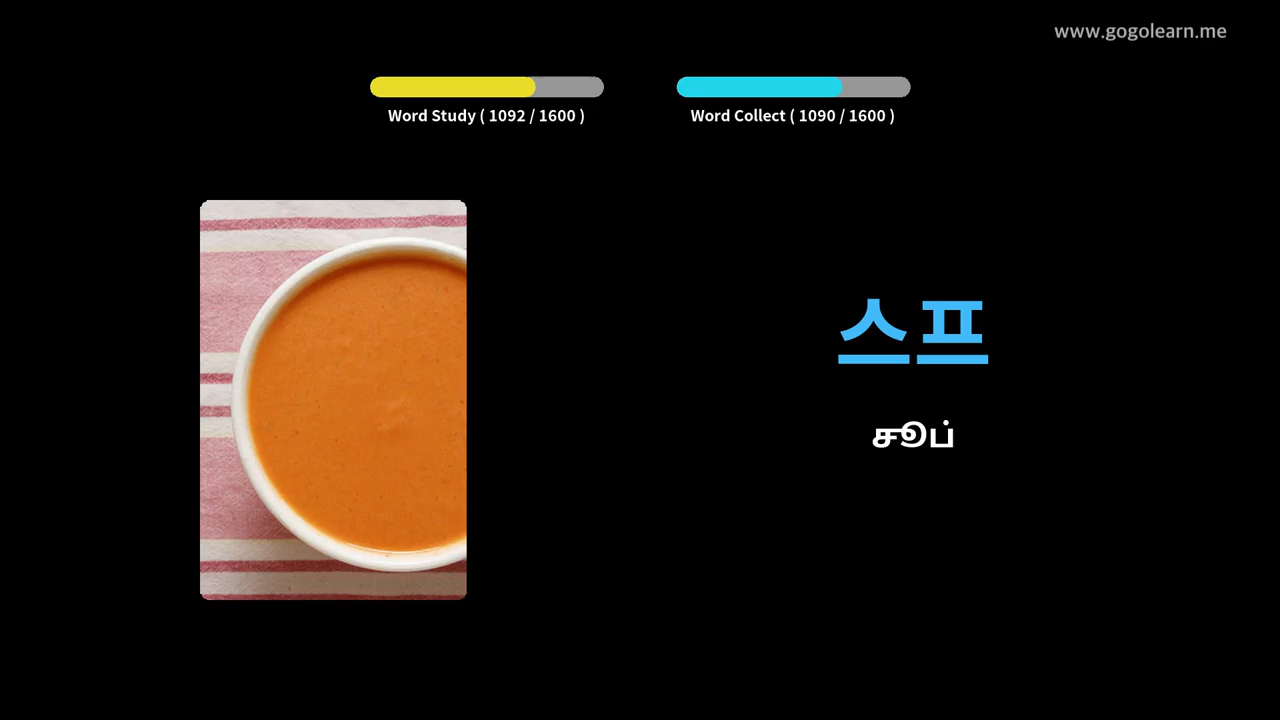 www.gogolearn.me
Word Study ( 1092 / 1600 )
Word Collect ( 1090 / 1600 )
스프
சூப்